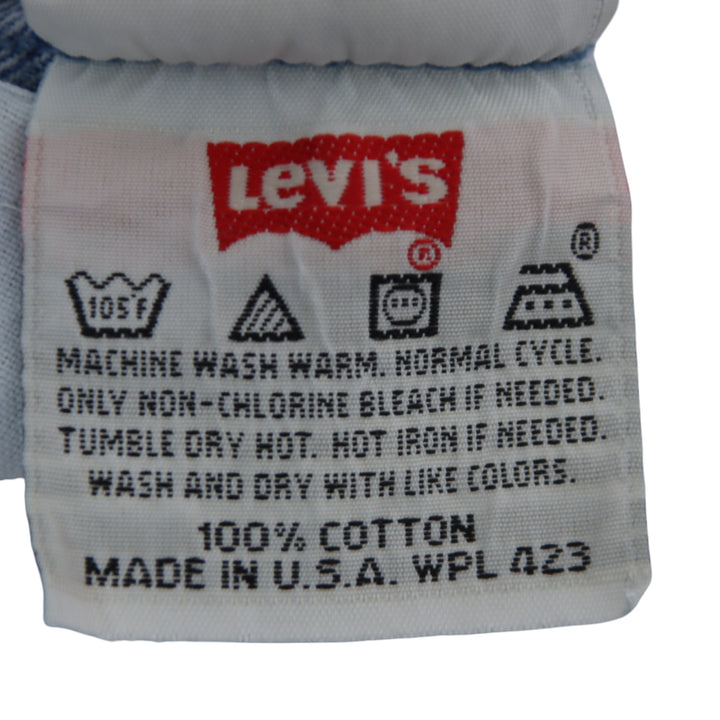 LEVI'S
®
®
105°F
MACHINE WASH WARM. NORMAL CYCLE.
ONLY NON-CHLORINE BLEACH IF NEEDED.
TUMBLE DRY HOT. HOT IRON IF NEEDED.
WASH AND DRY WITH LIKE COLORS.
100% COTTON
MADE IN U.S.A. WPL 423